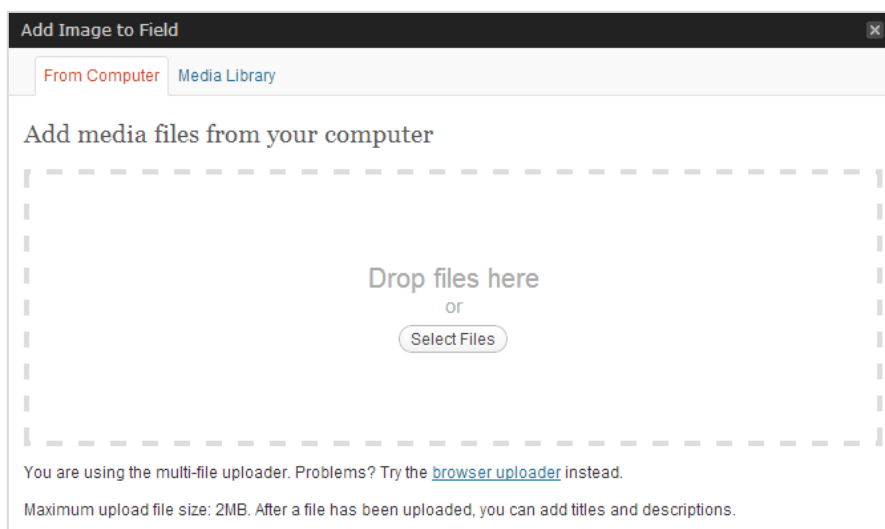 Add Image to Field
From Computer Media Library
Add media files from your computer
Drop files here
or
Select Files
You are using the multi-file uploader. Problems? Try the browser uploader instead.
Maximum upload file size: 2MB. After a file has been uploaded, you can add titles and descriptions.